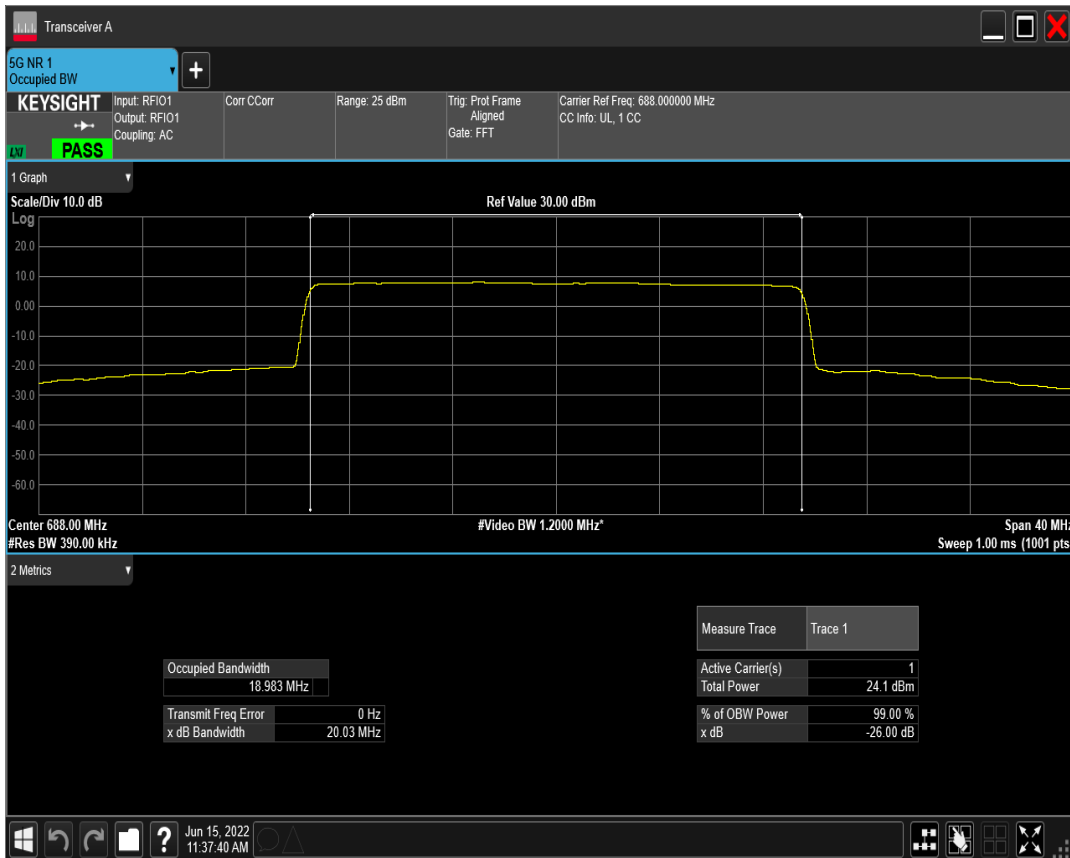 Transceiver A
5G NR 1
Occupied BW
+
KEYSIGHT
LXI
PASS
Input: RFIO1
Output: RFIO1
Coupling: AC
Corr CCorr
Range: 25 dBm
Trig: Prot Frame
Aligned
Gate: FFT
Carrier Ref Freq: 688.000000 MHz
CC Info: UL, 1 CC
1 Graph
Scale/Div 10.0 dB
Ref Value 30.00 dBm
Log
20.0
10.0
0.00
-10.0
-20.0
-30.0
-40.0
-50.0
-60.0
Center 688.00 MHz
#Video BW 1.2000 MHz*
Span 40 MHz
#Res BW 390.00 kHz
Sweep 1.00 ms (1001 pts
2 Metrics
Measure Trace Trace 1
Occupied Bandwidth
18.983 MHz
Active Carrier(s) 1
Total Power 24.1 dBm
Transmit Freq Error 0 Hz
x dB Bandwidth 20.03 MHz
% of OBW Power 99.00 %
x dB -26.00 dB
?
Jun 15, 2022
11:37:40 AM